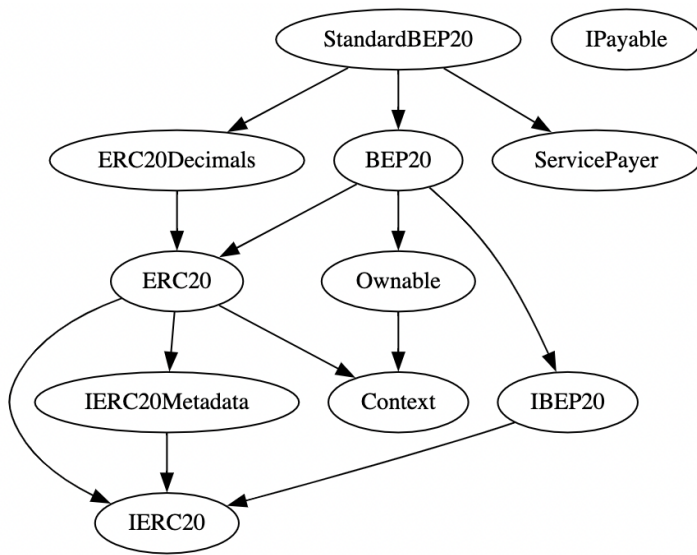 StandardBEP20
IPayable
ERC20Decimals
BEP20
ServicePayer
ERC20
Ownable
IERC20Metadata
Context
IBEP20
IERC20